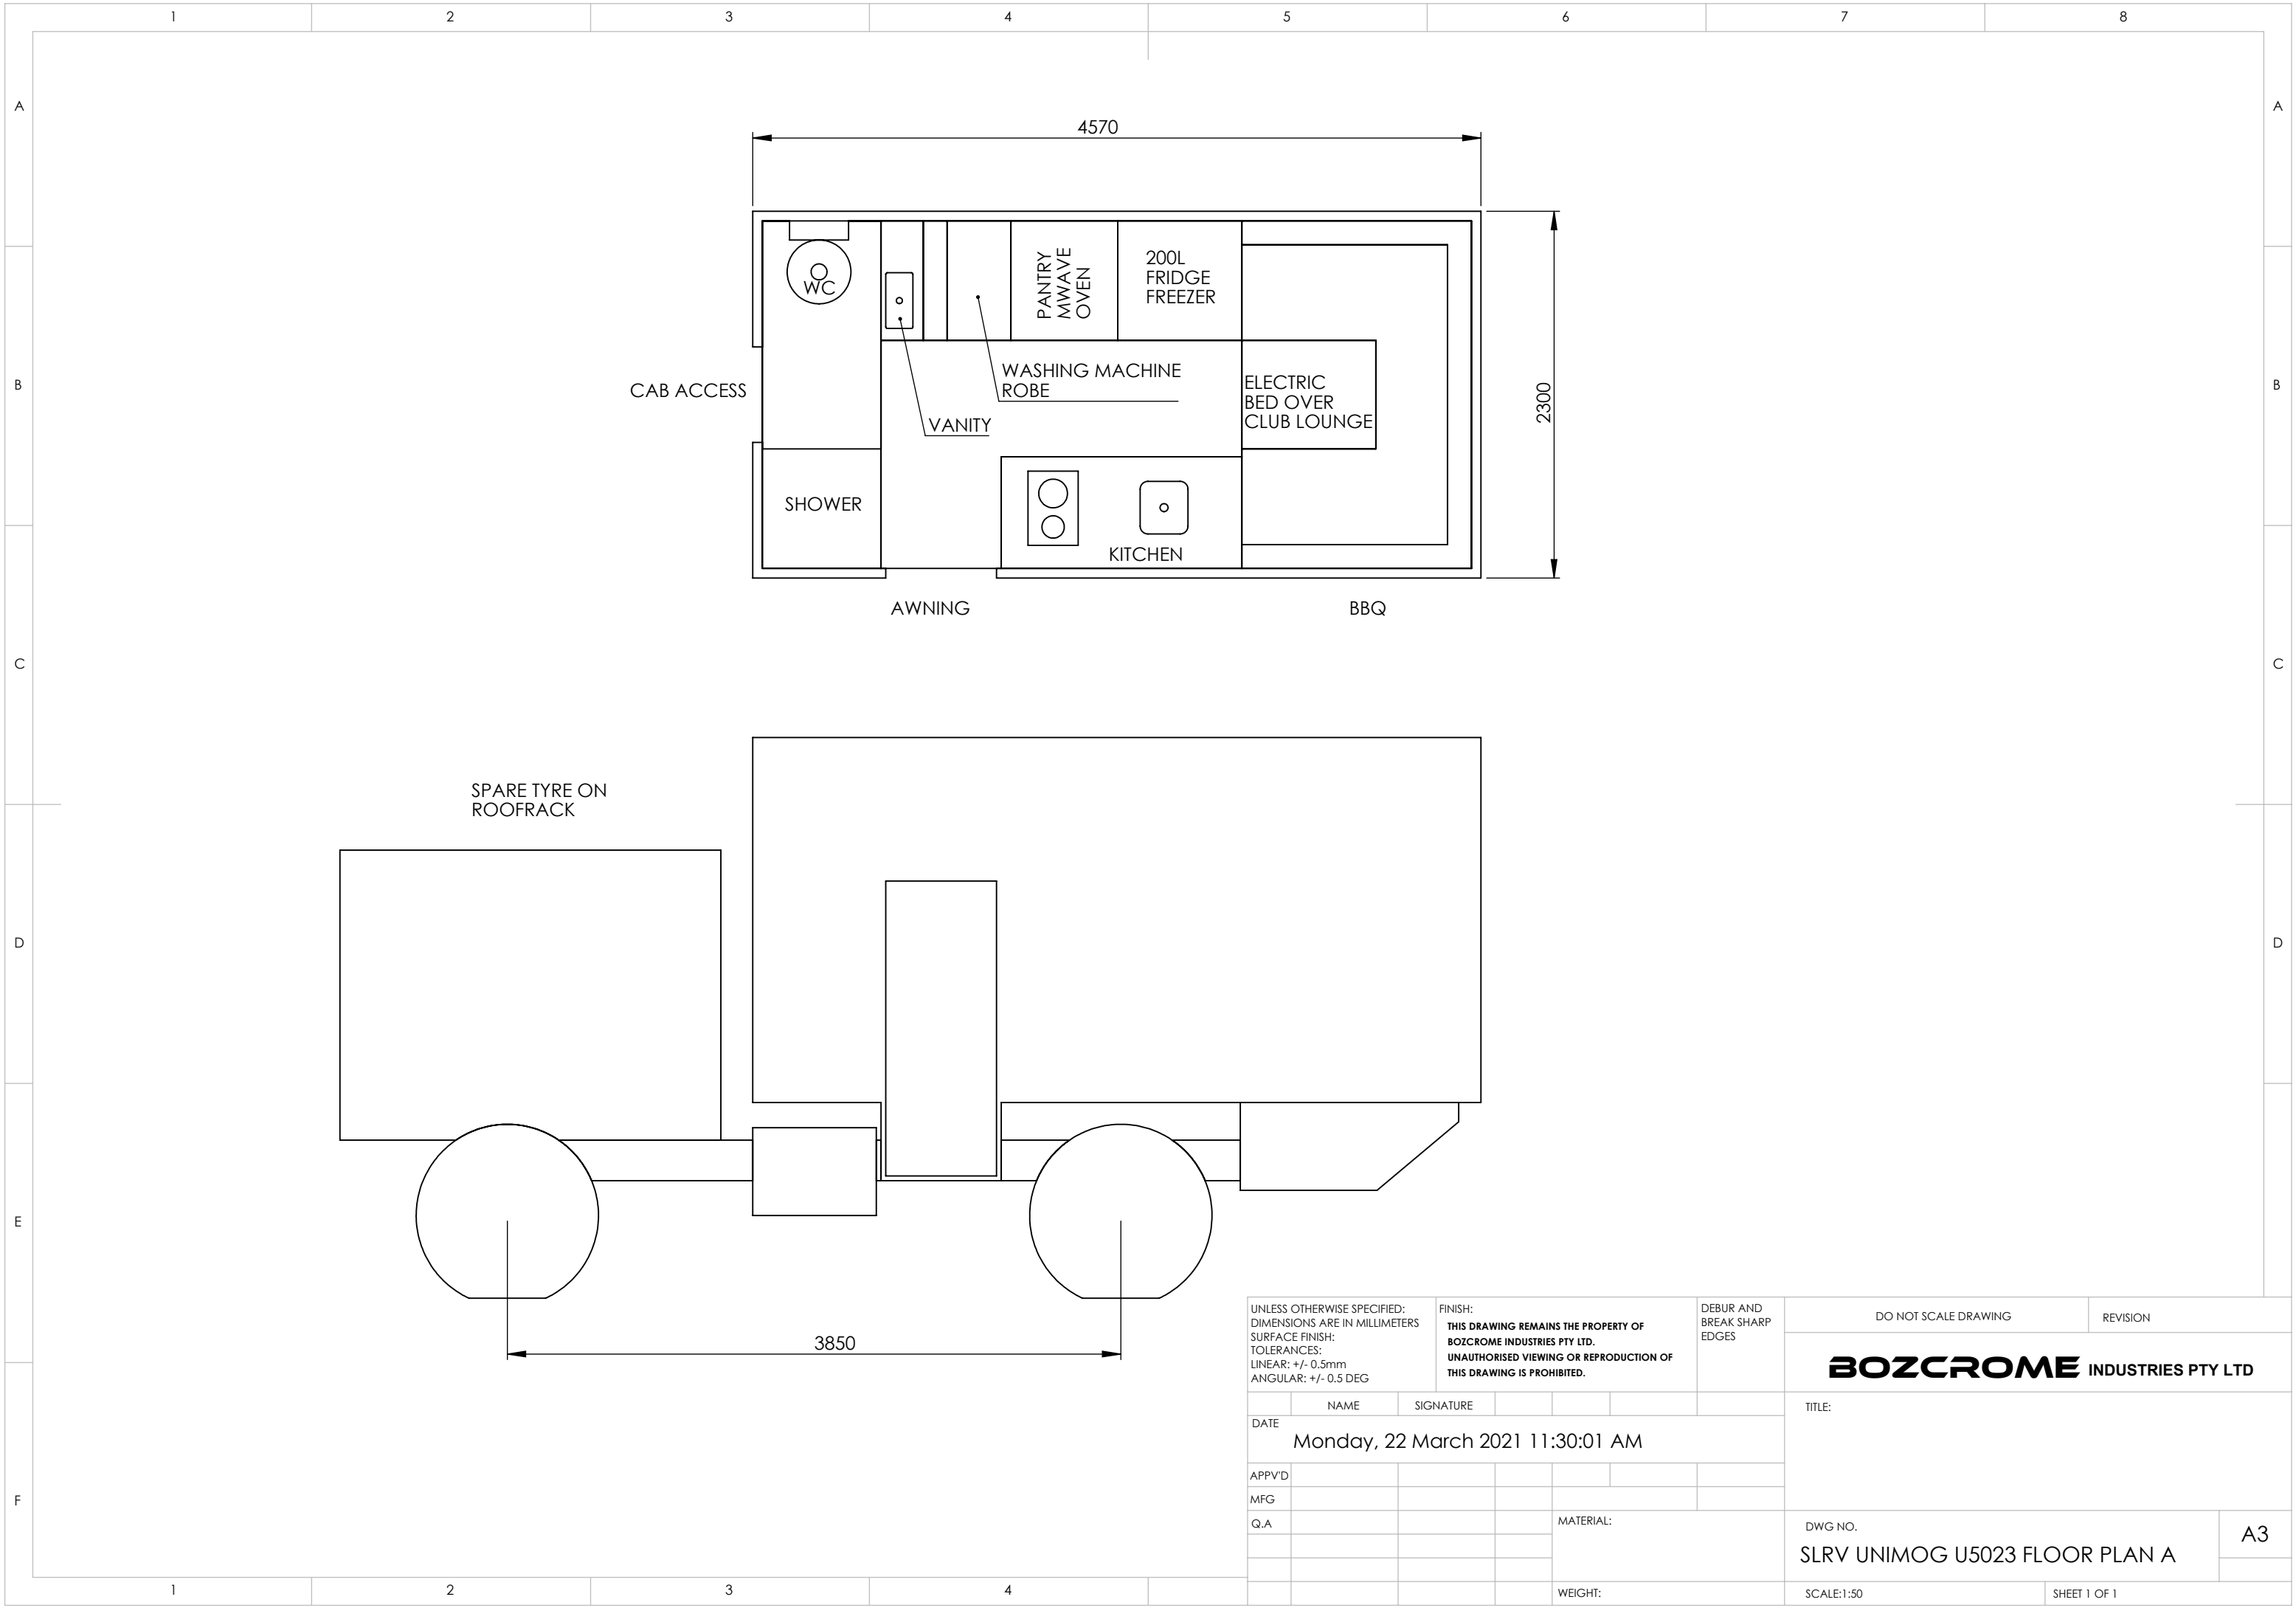 1 2 3 4 5 6 7 8
A A
4570
PANTRY
MWAVE
OVEN
200L
FRIDGE
FREEZER
WC
B B
CAB ACCESS
WASHING MACHINE
ROBE
VANITY
ELECTRIC
BED OVER
CLUB LOUNGE
2300
SHOWER
KITCHEN
AWNING BBQ
C C
SPARE TYRE ON
ROOFRACK
D D
E
3850
F
UNLESS OTHERWISE SPECIFIED:
DIMENSIONS ARE IN MILLIMETERS
SURFACE FINISH:
TOLERANCES:
LINEAR: +/- 0.5mm
ANGULAR: +/- 0.5 DEG
FINISH:
THIS DRAWING REMAINS THE PROPERTY OF
BOZCROME INDUSTRIES PTY LTD.
UNAUTHORISED VIEWING OR REPRODUCTION OF
THIS DRAWING IS PROHIBITED.
DEBUR AND
BREAK SHARP
EDGES
DO NOT SCALE DRAWING
REVISION
BOZCROME INDUSTRIES PTY LTD
NAME SIGNATURE
DATE
Monday, 22 March 2021 11:30:01 AM
APPV'D
MFG
Q.A
TITLE:
MATERIAL:
WEIGHT:
DWG NO.
SLRV UNIMOG U5023 FLOOR PLAN A
A3
SCALE:1:50
SHEET 1 OF 1
1 2 3 4